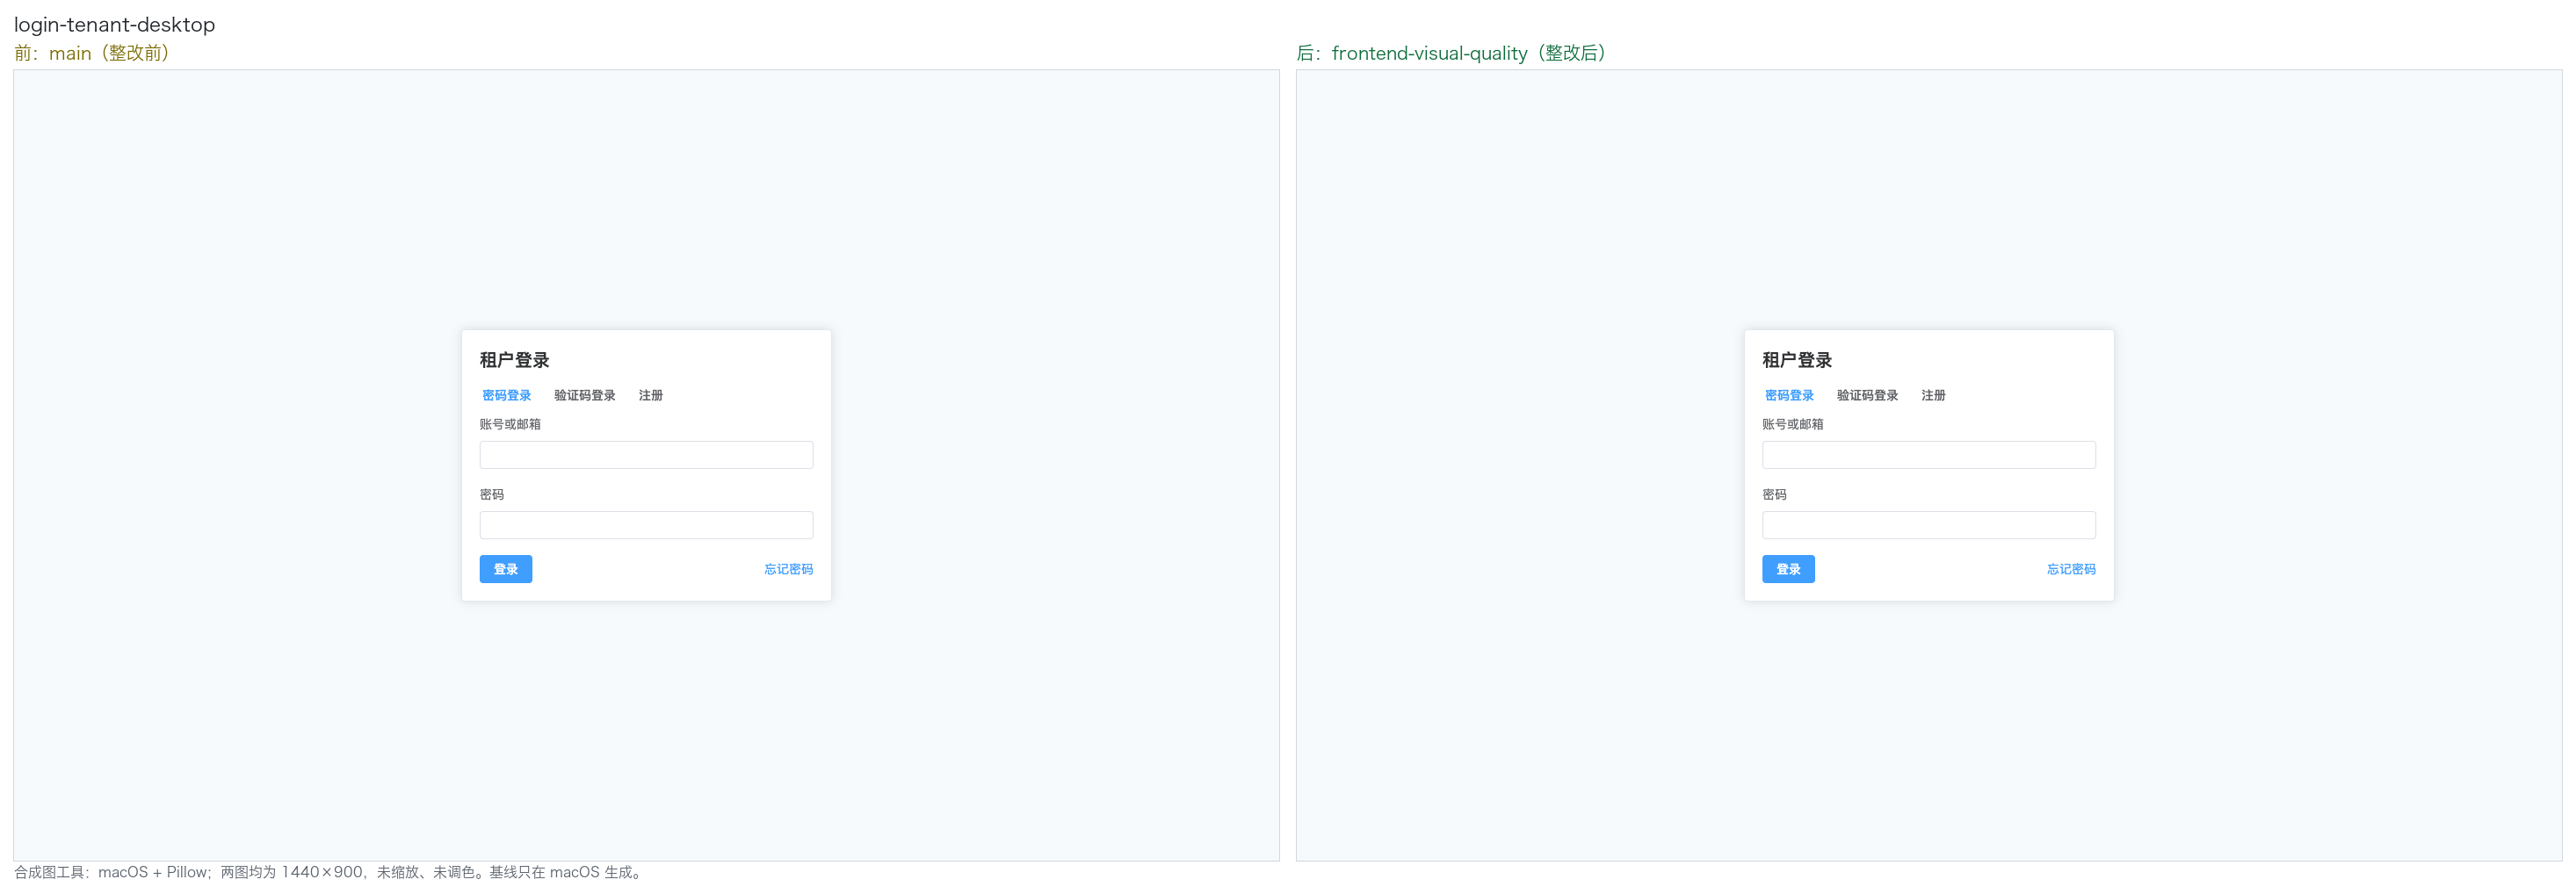 login-tenant-desktop
前：main（整改前）
后：frontend-visual-quality（整改后）
租户登录
密码登录 验证码登录 注册
账号或邮箱
密码
登录 忘记密码
租户登录
密码登录 验证码登录 注册
账号或邮箱
密码
登录 忘记密码
合成图工具：macOS + Pillow；两图均为 1440×900，未缩放、未调色。基线只在 macOS 生成。